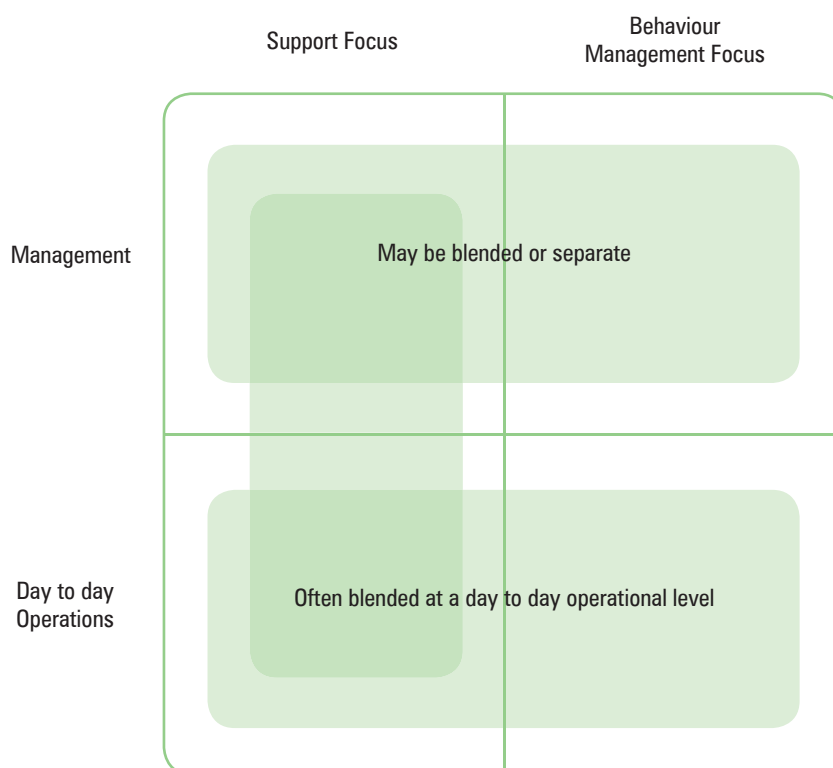 Support Focus
Behaviour
Management Focus
Management
May be blended or separate
Day to day
Operations
Often blended at a day to day operational level